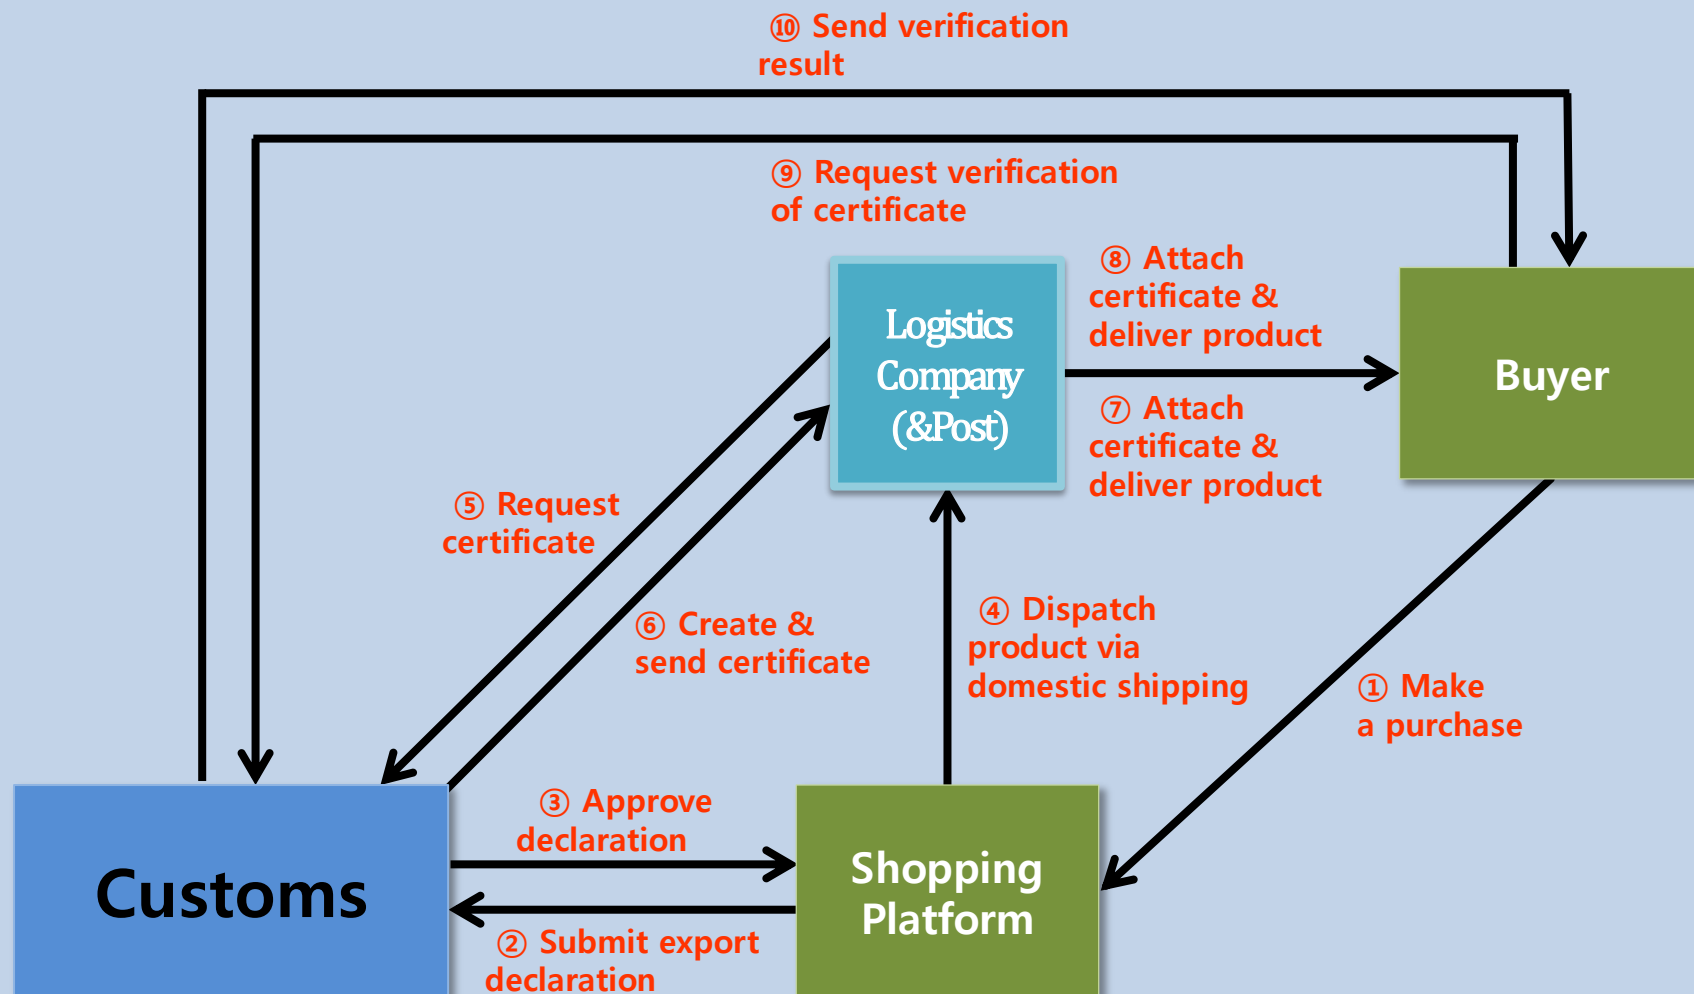 ⑩ Send verification
result
⑨ Request verification
of certificate
⑧ Attach
certificate &
deliver product
Logistics
Company
(&Post)
Buyer
⑦ Attach
certificate &
deliver product
⑤ Request
certificate
⑥ Create &
send certificate
④ Dispatch
product via
domestic shipping
① Make
a purchase
③ Approve
declaration
Customs
Shopping
Platform
② Submit export
declaration